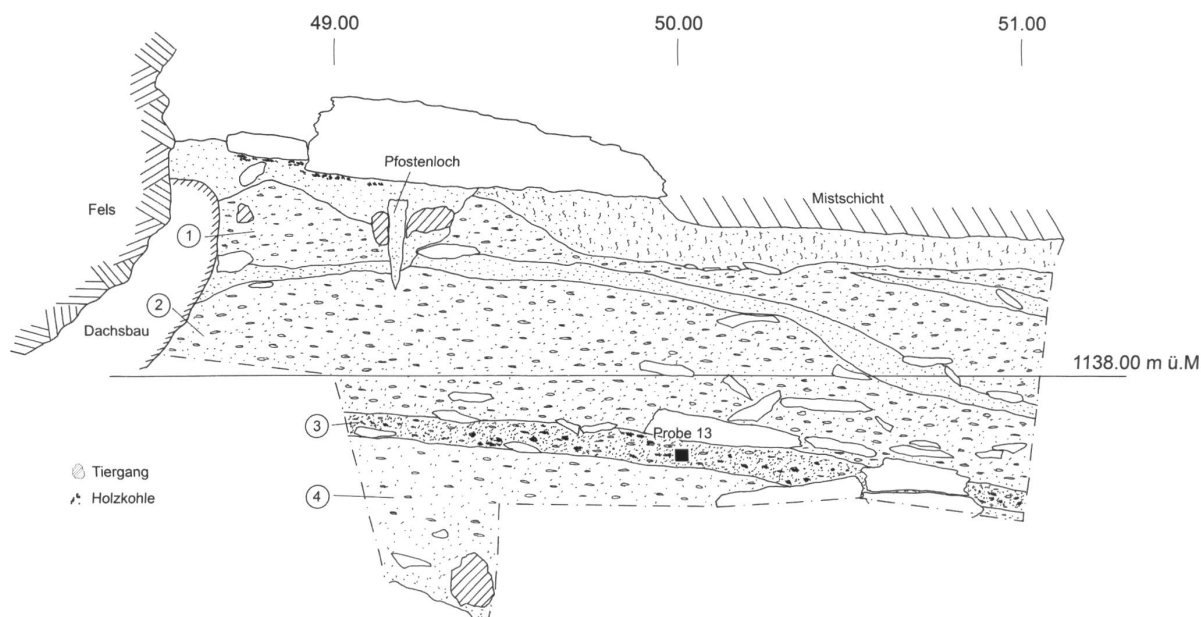 49.00
50.00
51.00
Pfostenloch
Mistschicht
Fels
1
2
Dachsbau
1138.00 m ü.M
3
Probe 13
Tiergang
Holzkohle
4